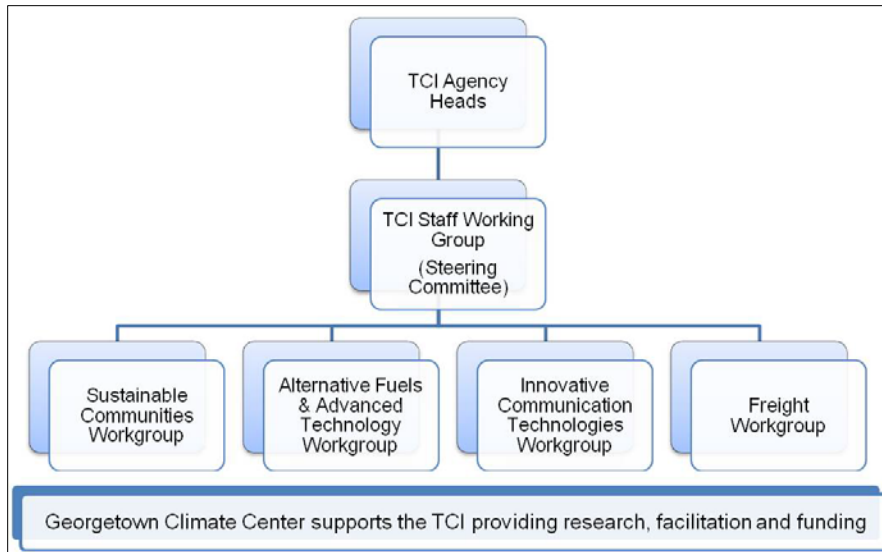 TCI Agency
Heads
TCI Staff Working
Group
(Steering
Committee)
Sustainable
Communities
Workgroup
Alternative Fuels
& Advanced
Technology
Workgroup
Innovative
Communication
Technologies
Workgroup
Freight
Workgroup
Georgetown Climate Center supports the TCI providing research, facilitation and funding